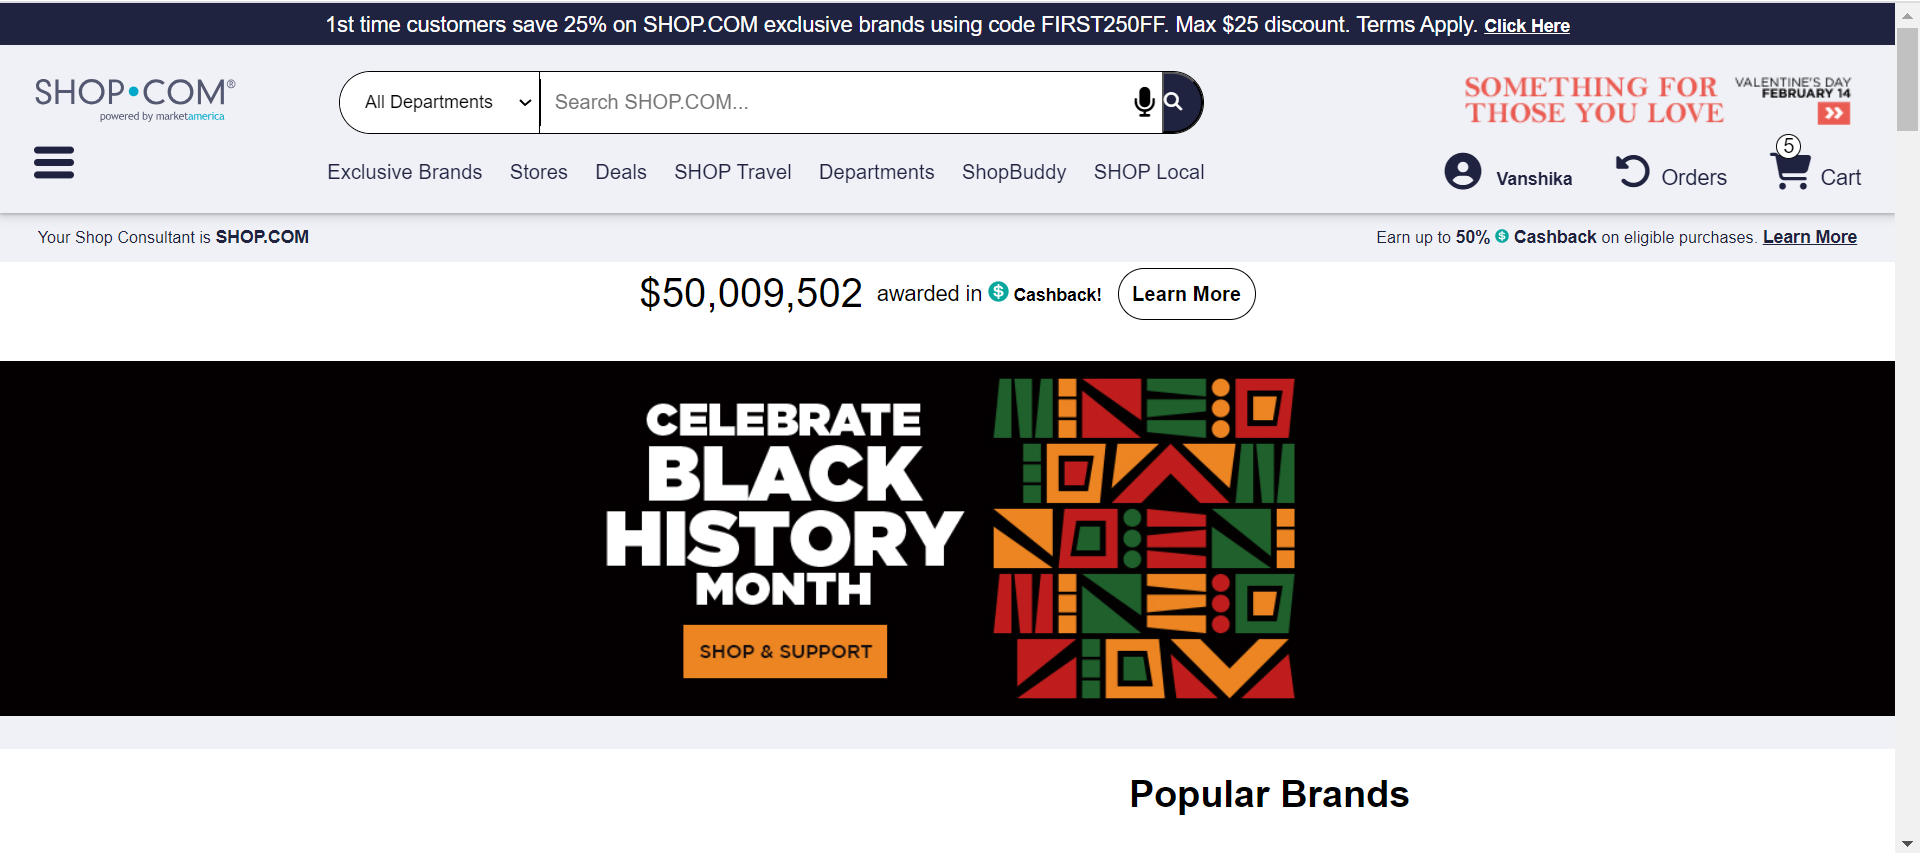 1st time customers save 25% on SHOP.COM exclusive brands using code FIRST250FF. Max $25 discount. Terms Apply. Click Here
SHOP•COM®
powered by marketamerica
All Departments
Search SHOP.COM...
SOMETHING FOR
THOSE YOU LOVE
VALENTINE'S DAY
FEBRUARY 14
Exclusive Brands Stores Deals SHOP Travel Departments ShopBuddy SHOP Local
Vanshika
Orders
5
Cart
Your Shop Consultant is SHOP.COM
Earn up to 50% $ Cashback on eligible purchases. Learn More
$50,009,502 awarded in $ Cashback! Learn More
CELEBRATE
BLACK
HISTORY
MONTH
SHOP & SUPPORT
Popular Brands